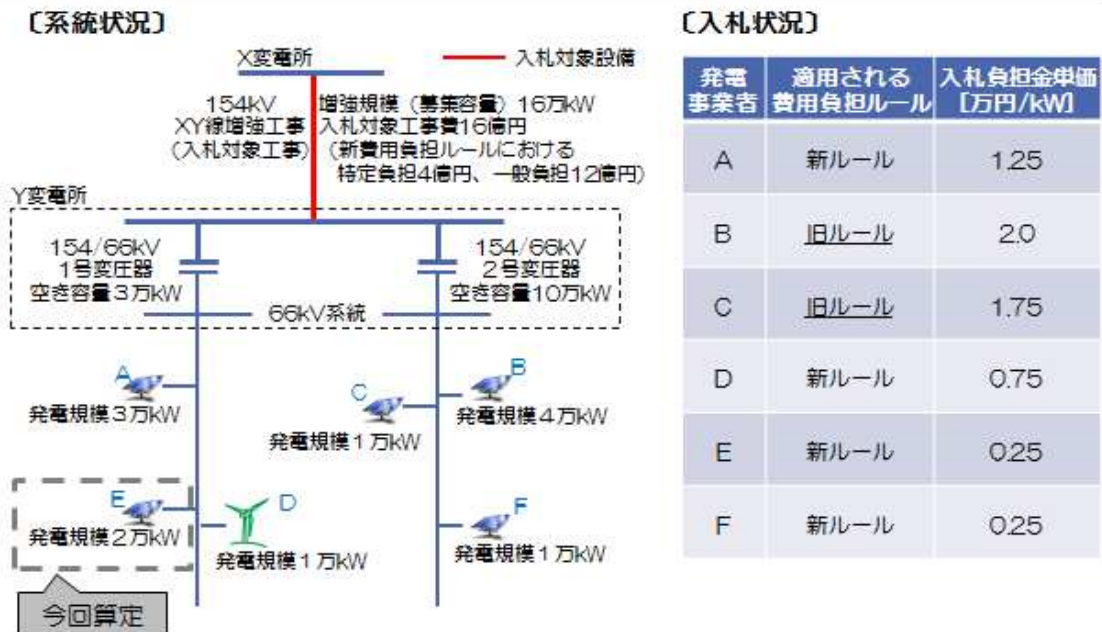 〔系統状況〕
X変電所
入札対象設備
154kV
XY線増強工事
(入札対象工事)
増強規模（募集容量）16万kW
入札対象工事費16億円
（新費用負担ルールにおける
特定負担4億円、一般負担12億円）
Y変電所
154/66kV
1号変圧器
空き容量3万kW
154/66kV
2号変圧器
空き容量10万kW
66kV系統
A
発電規模3万kW
B
発電規模4万kW
C
発電規模1万kW
E
発電規模2万kW
D
発電規模1万kW
F
発電規模1万kW
今回算定
〔入札状況〕
発電事業者 適用される費用負担ルール 入札負担金単価[万円/kW]
A 新ルール 1.25
B 旧ルール 2.0
C 旧ルール 1.75
D 新ルール 0.75
E 新ルール 0.25
F 新ルール 0.25